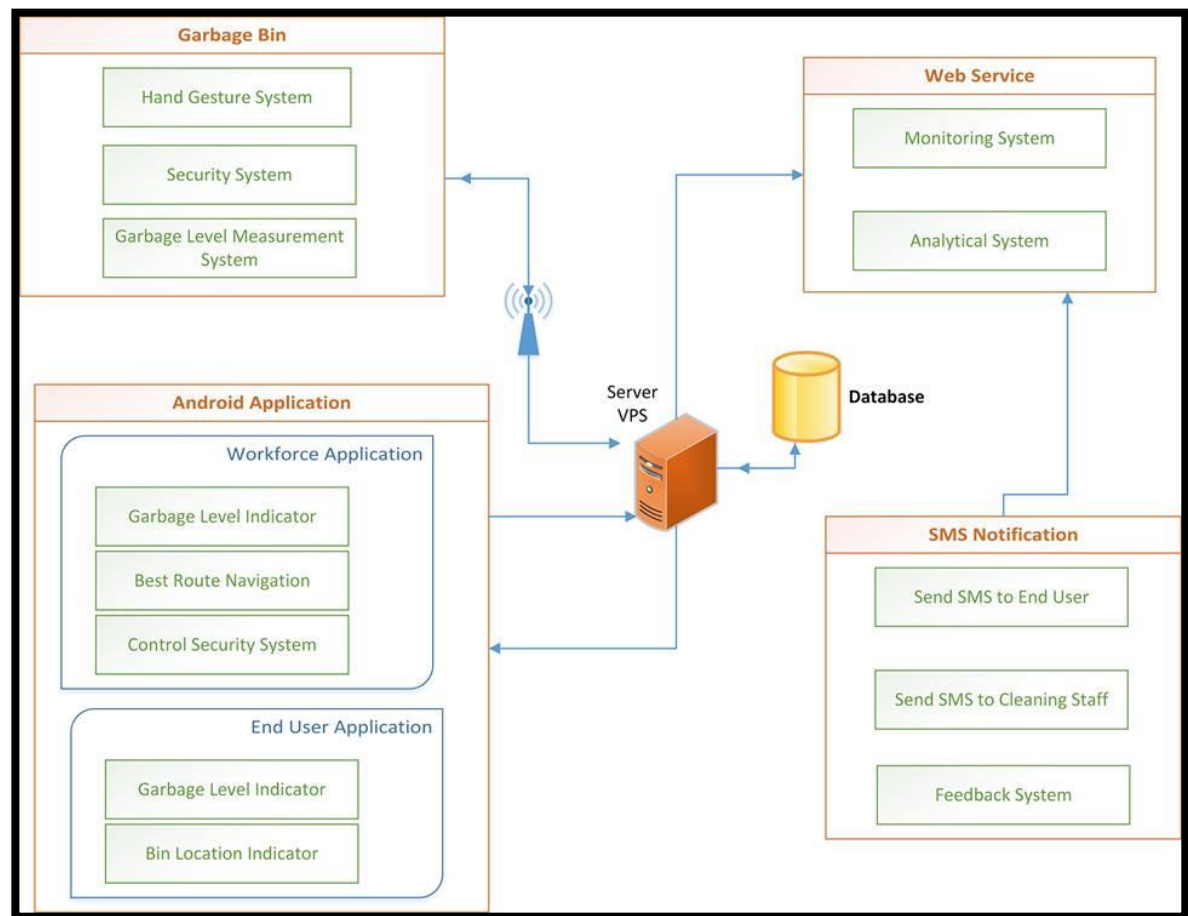 Garbage Bin
Hand Gesture System
Security System
Garbage Level Measurement
System
Web Service
Monitoring System
Analytical System
Server
VPS
Database
Android Application
Workforce Application
Garbage Level Indicator
Best Route Navigation
Control Security System
End User Application
Garbage Level Indicator
Bin Location Indicator
SMS Notification
Send SMS to End User
Send SMS to Cleaning Staff
Feedback System